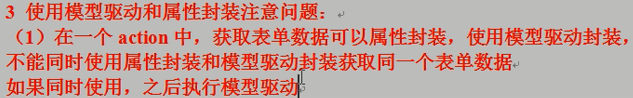 3 使用模型驱动和属性封装注意问题：
（1）在一个 action 中，获取表单数据可以属性封装，使用模型驱动封装，
不能同时使用属性封装和模型驱动封装获取同一个表单数据
如果同时使用，之后执行模型驱动